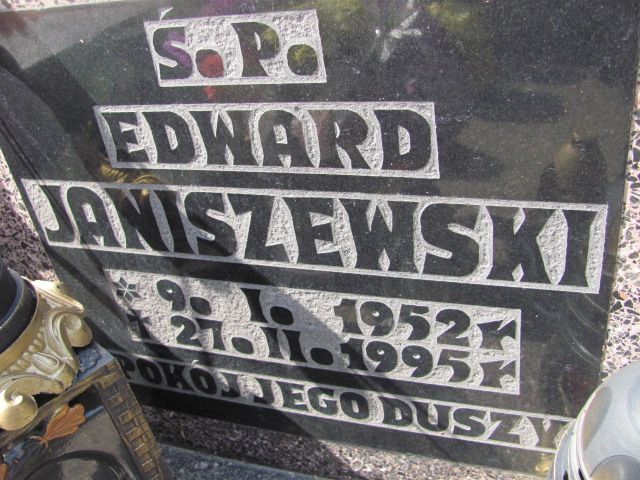 Ś.P.
EDWARD
JANISZEWSKI
* 9. I. 1952 r
† 27. II. 1995 r
POKÓJ JEGO DUSZY